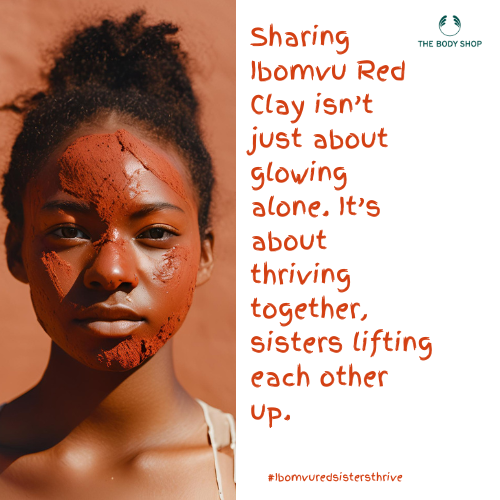 Sharing
Ibomvu Red
Clay isn't
just about
glowing
alone. It's
about
thriving
together,
sisters lifting
each other
up.
THE BODY SHOP
#Ibomvuredsistersthrive